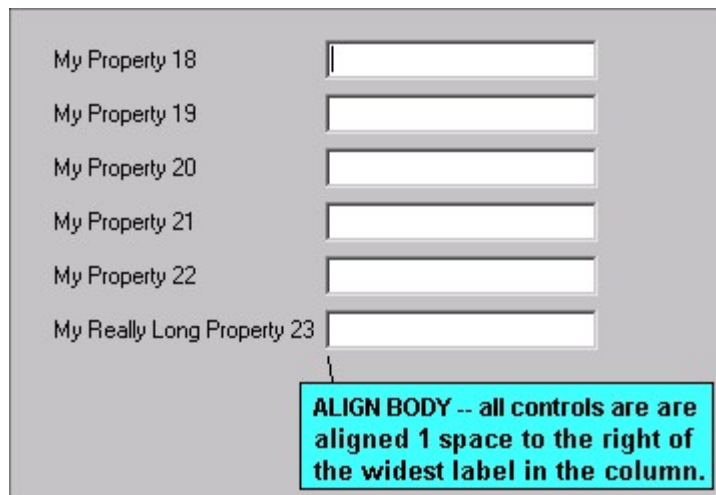 My Property 18
My Property 19
My Property 20
My Property 21
My Property 22
My Really Long Property 23
ALIGN BODY -- all controls are are
aligned 1 space to the right of
the widest label in the column.